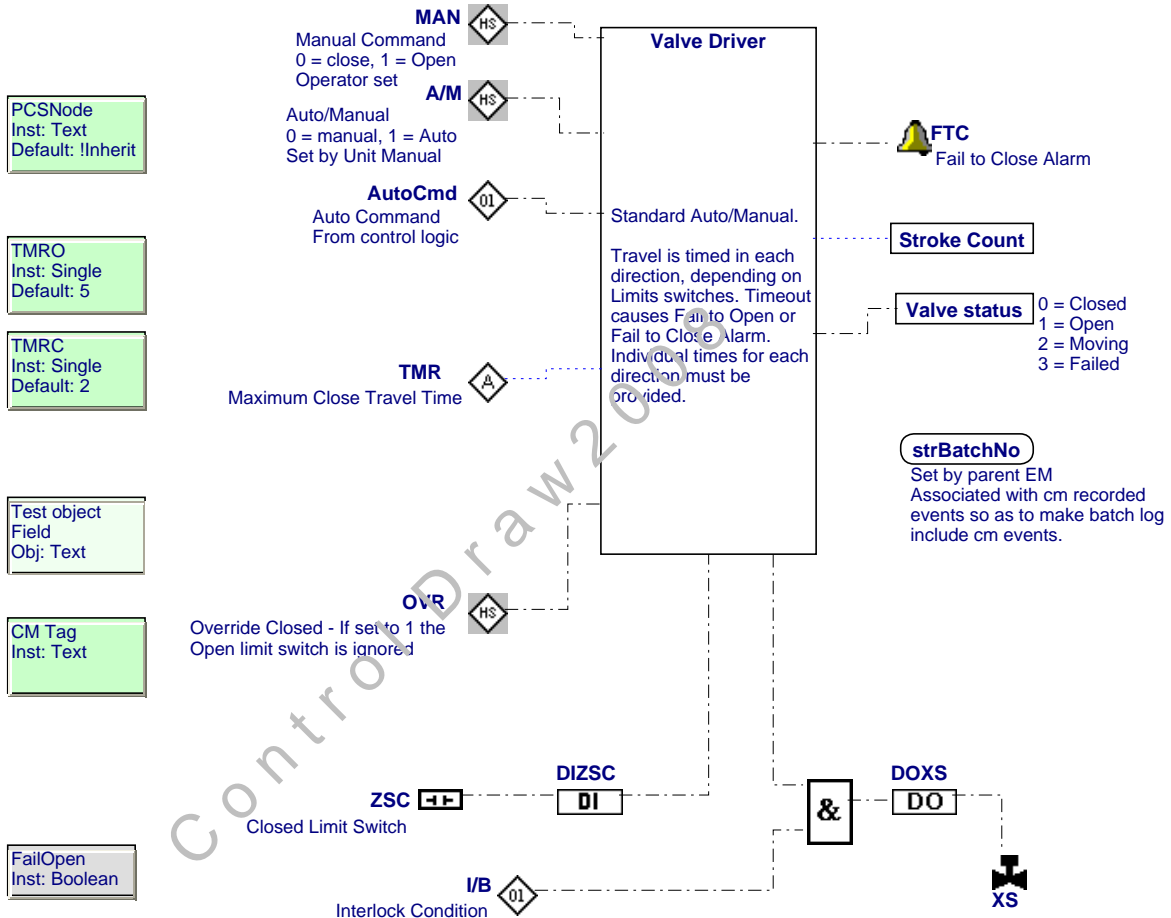 MAN
HS
Manual Command
0 = close, 1 = Open
Operator set
A/M
HS
Auto/Manual
0 = manual, 1 = Auto
Set by Unit Manual
AutoCmd
01
Auto Command
From control logic
TMR
A
Maximum Close Travel Time
OVR
HS
Override Closed - If set to 1 the
Open limit switch is ignored
PCSNode
Inst: Text
Default: !Inherit
TMRO
Inst: Single
Default: 5
TMRC
Inst: Single
Default: 2
Test object
Field
Obj: Text
CM Tag
Inst: Text
FailOpen
Inst: Boolean
Valve Driver
Standard Auto/Manual.
Travel is timed in each
direction, depending on
Limits switches. Timeout
causes Fail to Open or
Fail to Close Alarm.
Individual times for each
direction must be
provided.
FTC
Fail to Close Alarm
Stroke Count
Valve status
0 = Closed
1 = Open
2 = Moving
3 = Failed
strBatchNo
Set by parent EM
Associated with cm recorded
events so as to make batch log
include cm events.
ZSC
Closed Limit Switch
DIZSC
DI
I/B
01
Interlock Condition
&
DOXS
DO
XS
Control Draw 2008